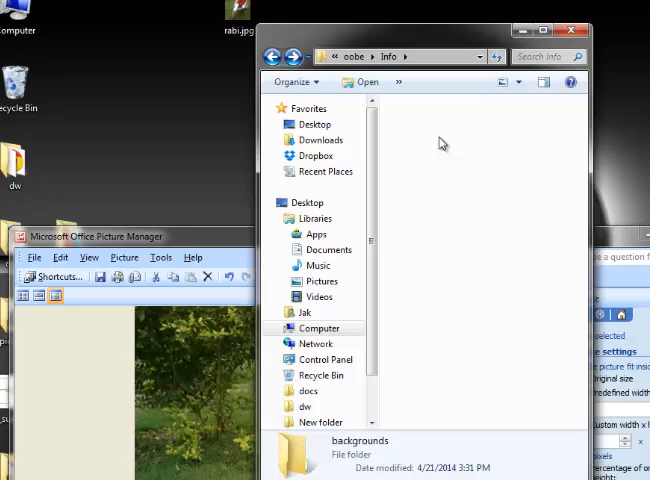 Computer
rabi.jpg
ecycle Bin
dw
oobe
Info
Search Info
Organize
Open
»
Favorites
Desktop
Downloads
Dropbox
Recent Places
Desktop
Libraries
Apps
Documents
Music
Pictures
Videos
Jak
Computer
Network
Control Panel
Recycle Bin
docs
dw
New folder
backgrounds
File folder
Date modified: 4/21/2014 3:31 PM
Microsoft Office Picture Manager
File Edit View Picture Tools Help
Shortcuts...
e a question f
selected
e settings
e picture fit insid
Original size
Predefined width
Custom width x h
x
pixels
Percentage of or
height: